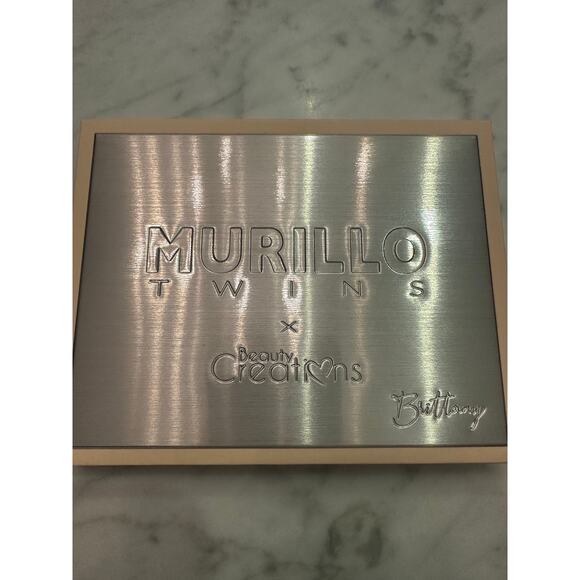 MURILLO
TWINS
x
Beauty
Creations
Brittany